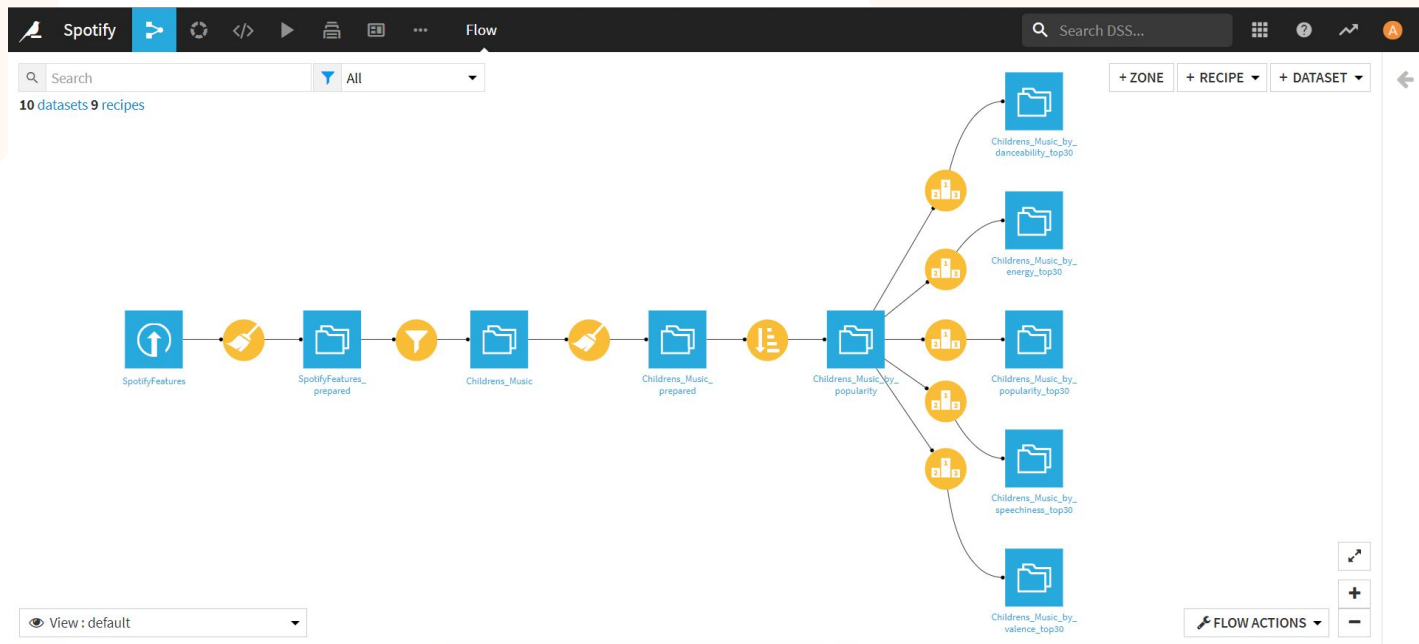 Spotify
Flow
Search DSS...
A
Search
All
+ ZONE
+ RECIPE
+ DATASET
10 datasets 9 recipes
Childrens_Music_by_
danceability_top30
Childrens_Music_by_
energy_top30
SpotifyFeatures
SpotifyFeatures_
prepared
Childrens_Music
Childrens_Music_
prepared
Childrens_Music_by_
popularity
Childrens_Music_by_
popularity_top30
Childrens_Music_by_
speechiness_top30
Childrens_Music_by_
valence_top30
View : default
FLOW ACTIONS